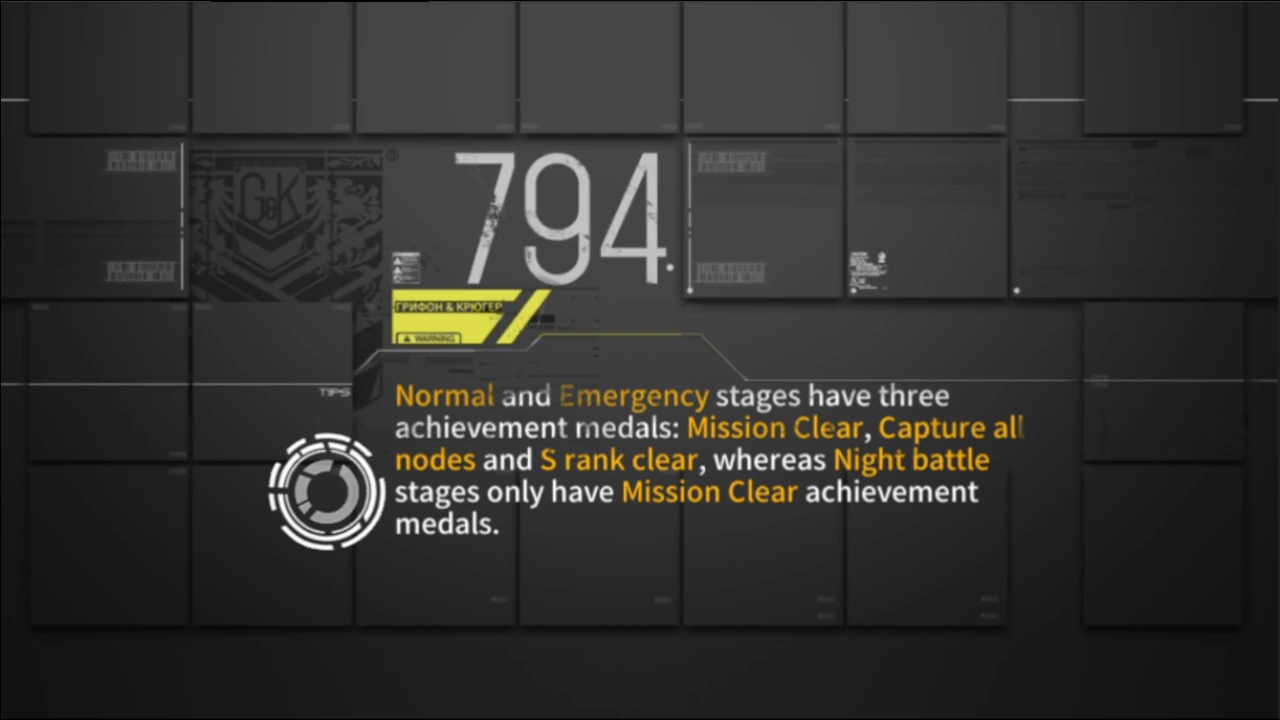 G&K
794.
ГРИФОН & КРЮГЕР
WARNING
TIPS
Normal and Emergency stages have three
achievement medals: Mission Clear, Capture all
nodes and S rank clear, whereas Night battle
stages only have Mission Clear achievement
medals.